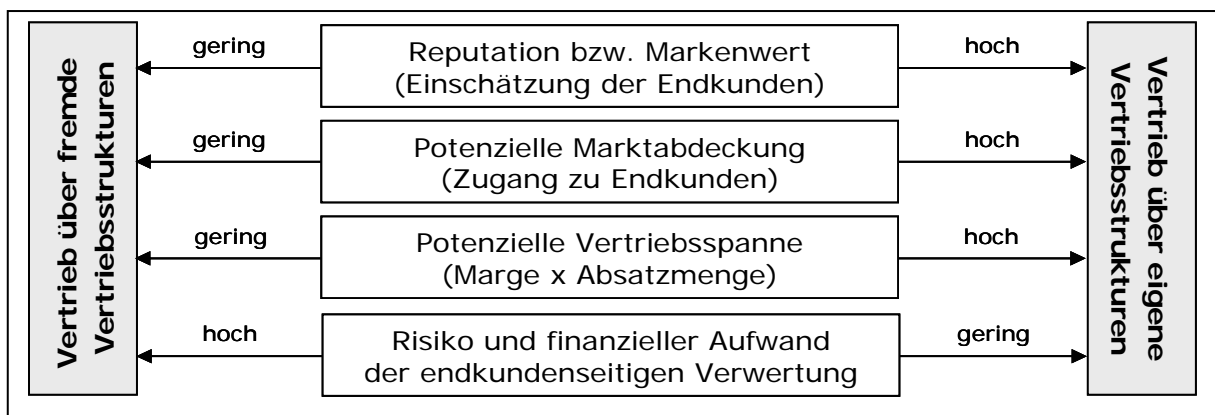 Vertrieb über fremde
Vertriebsstrukturen
gering
Reputation bzw. Markenwert
(Einschätzung der Endkunden)
hoch
gering
Potenzielle Marktabdeckung
(Zugang zu Endkunden)
hoch
gering
Potenzielle Vertriebsspanne
(Marge x Absatzmenge)
hoch
hoch
Risiko und finanzieller Aufwand
der endkundenseitigen Verwertung
gering
Vertrieb über eigene
Vertriebsstrukturen